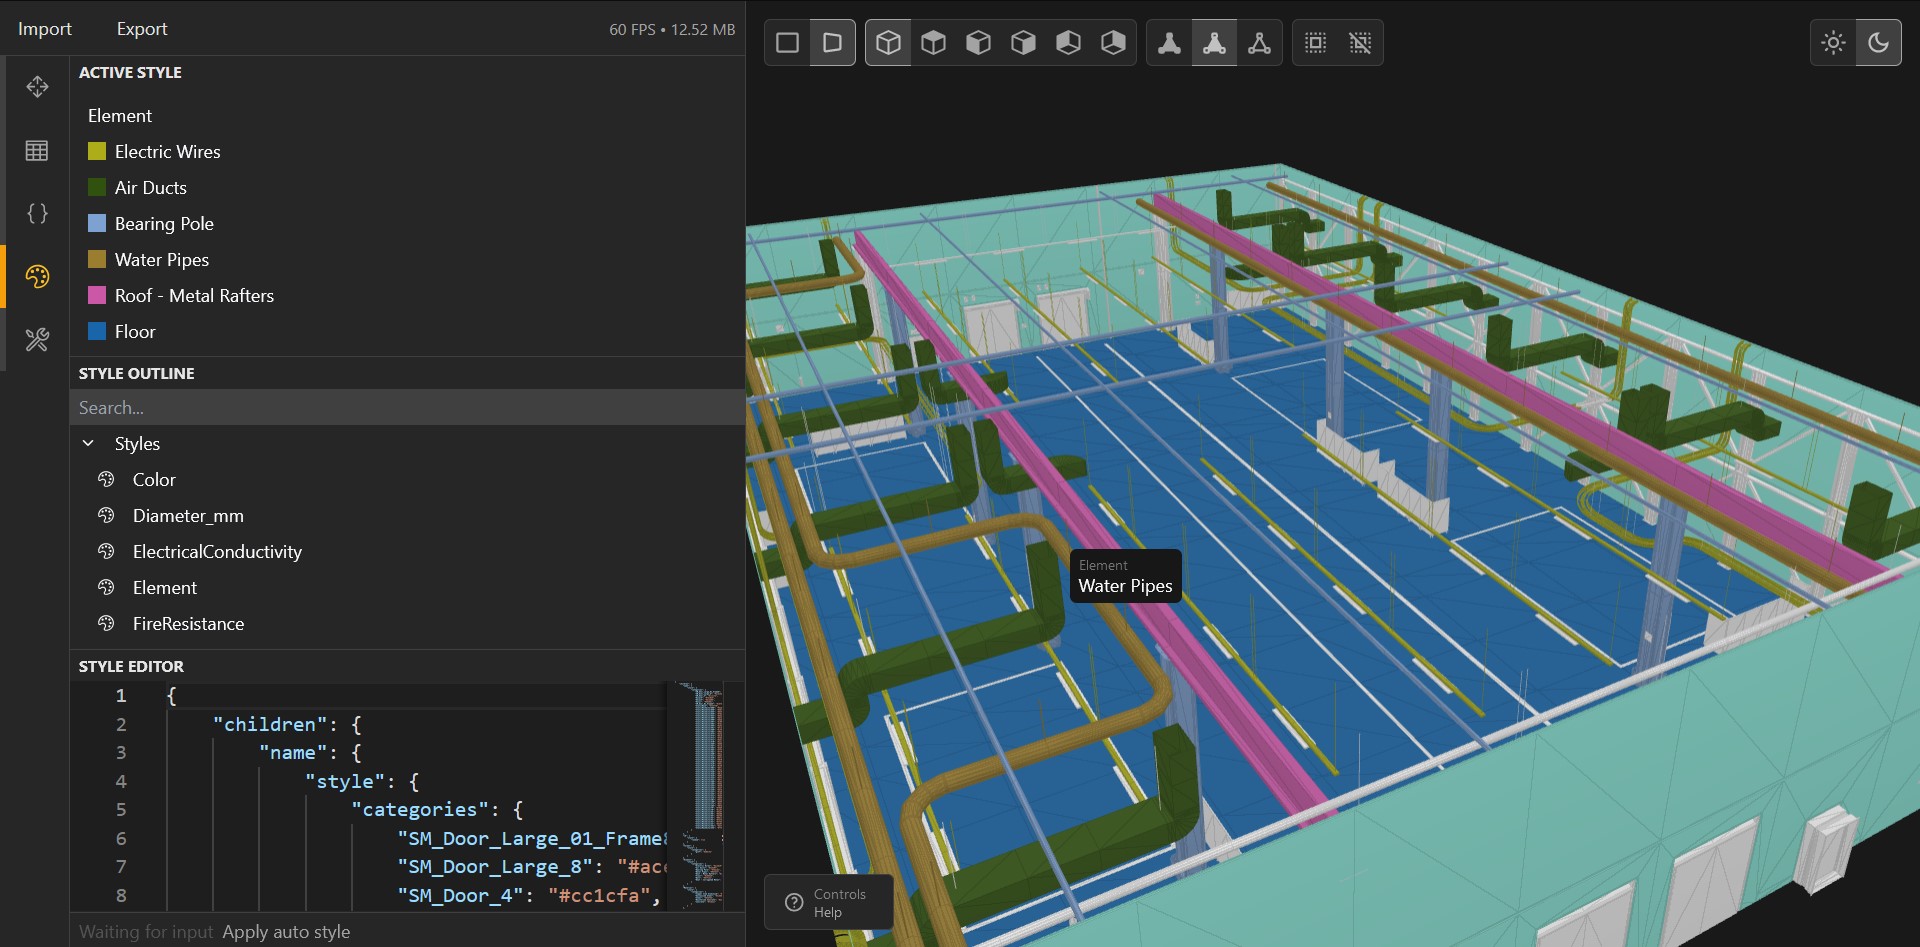 Import Export 60 FPS • 12.52 MB
ACTIVE STYLE
Element
Electric Wires
Air Ducts
Bearing Pole
Water Pipes
Roof - Metal Rafters
Floor
STYLE OUTLINE
Search...
Styles
Color
Diameter_mm
ElectricalConductivity
Element
FireResistance
STYLE EDITOR
1 {
2 "children": {
3 "name": {
4 "style": {
5 "categories": {
6 "SM_Door_Large_01_Frame
7 "SM_Door_Large_8": "#ac
8 "SM_Door_4": "#cc1cfa",
Waiting for input Apply auto style
Element
Water Pipes
Controls
Help